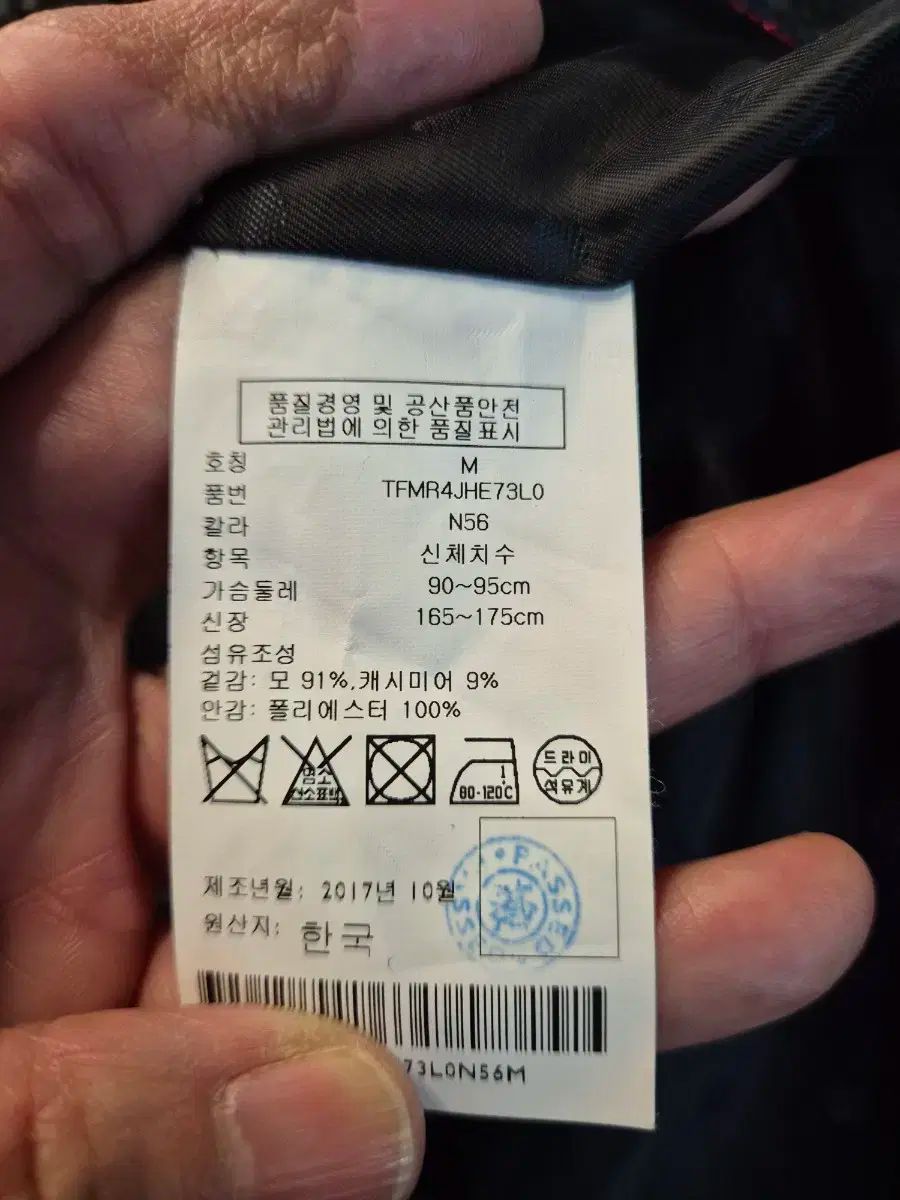 품질경영 및 공산품안전
관리법에 의한 품질표시
호칭 M
품번 TFMR4JHE73L0
칼라 N56
항목 신체치수
가슴둘레 90~95cm
신장 165~175cm
섬유조성
겉감: 모 91%,캐시미어 9%
안감: 폴리에스터 100%
염소
산소표백
80-120℃
드라이
석유계
PASSED
제조년월: 2017년 10월
원산지: 한국
73L0N56M